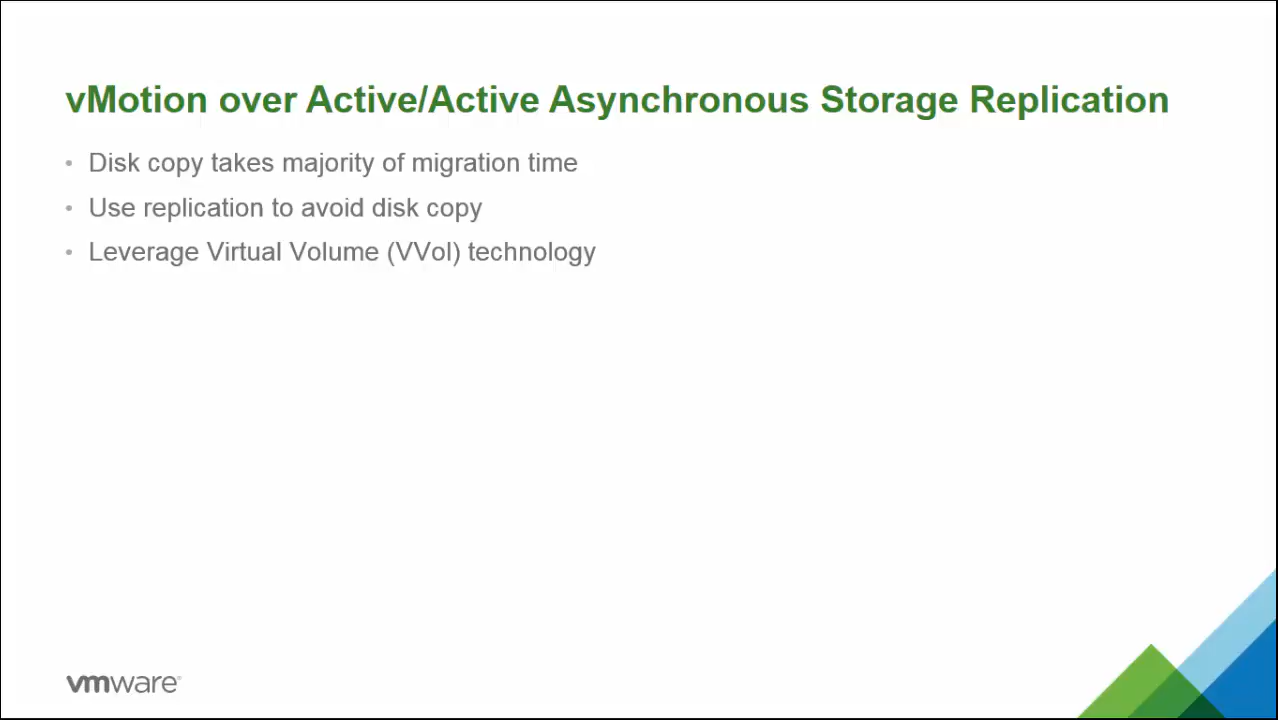 vMotion over Active/Active Asynchronous Storage Replication
• Disk copy takes majority of migration time
• Use replication to avoid disk copy
• Leverage Virtual Volume (VVol) technology
vmware